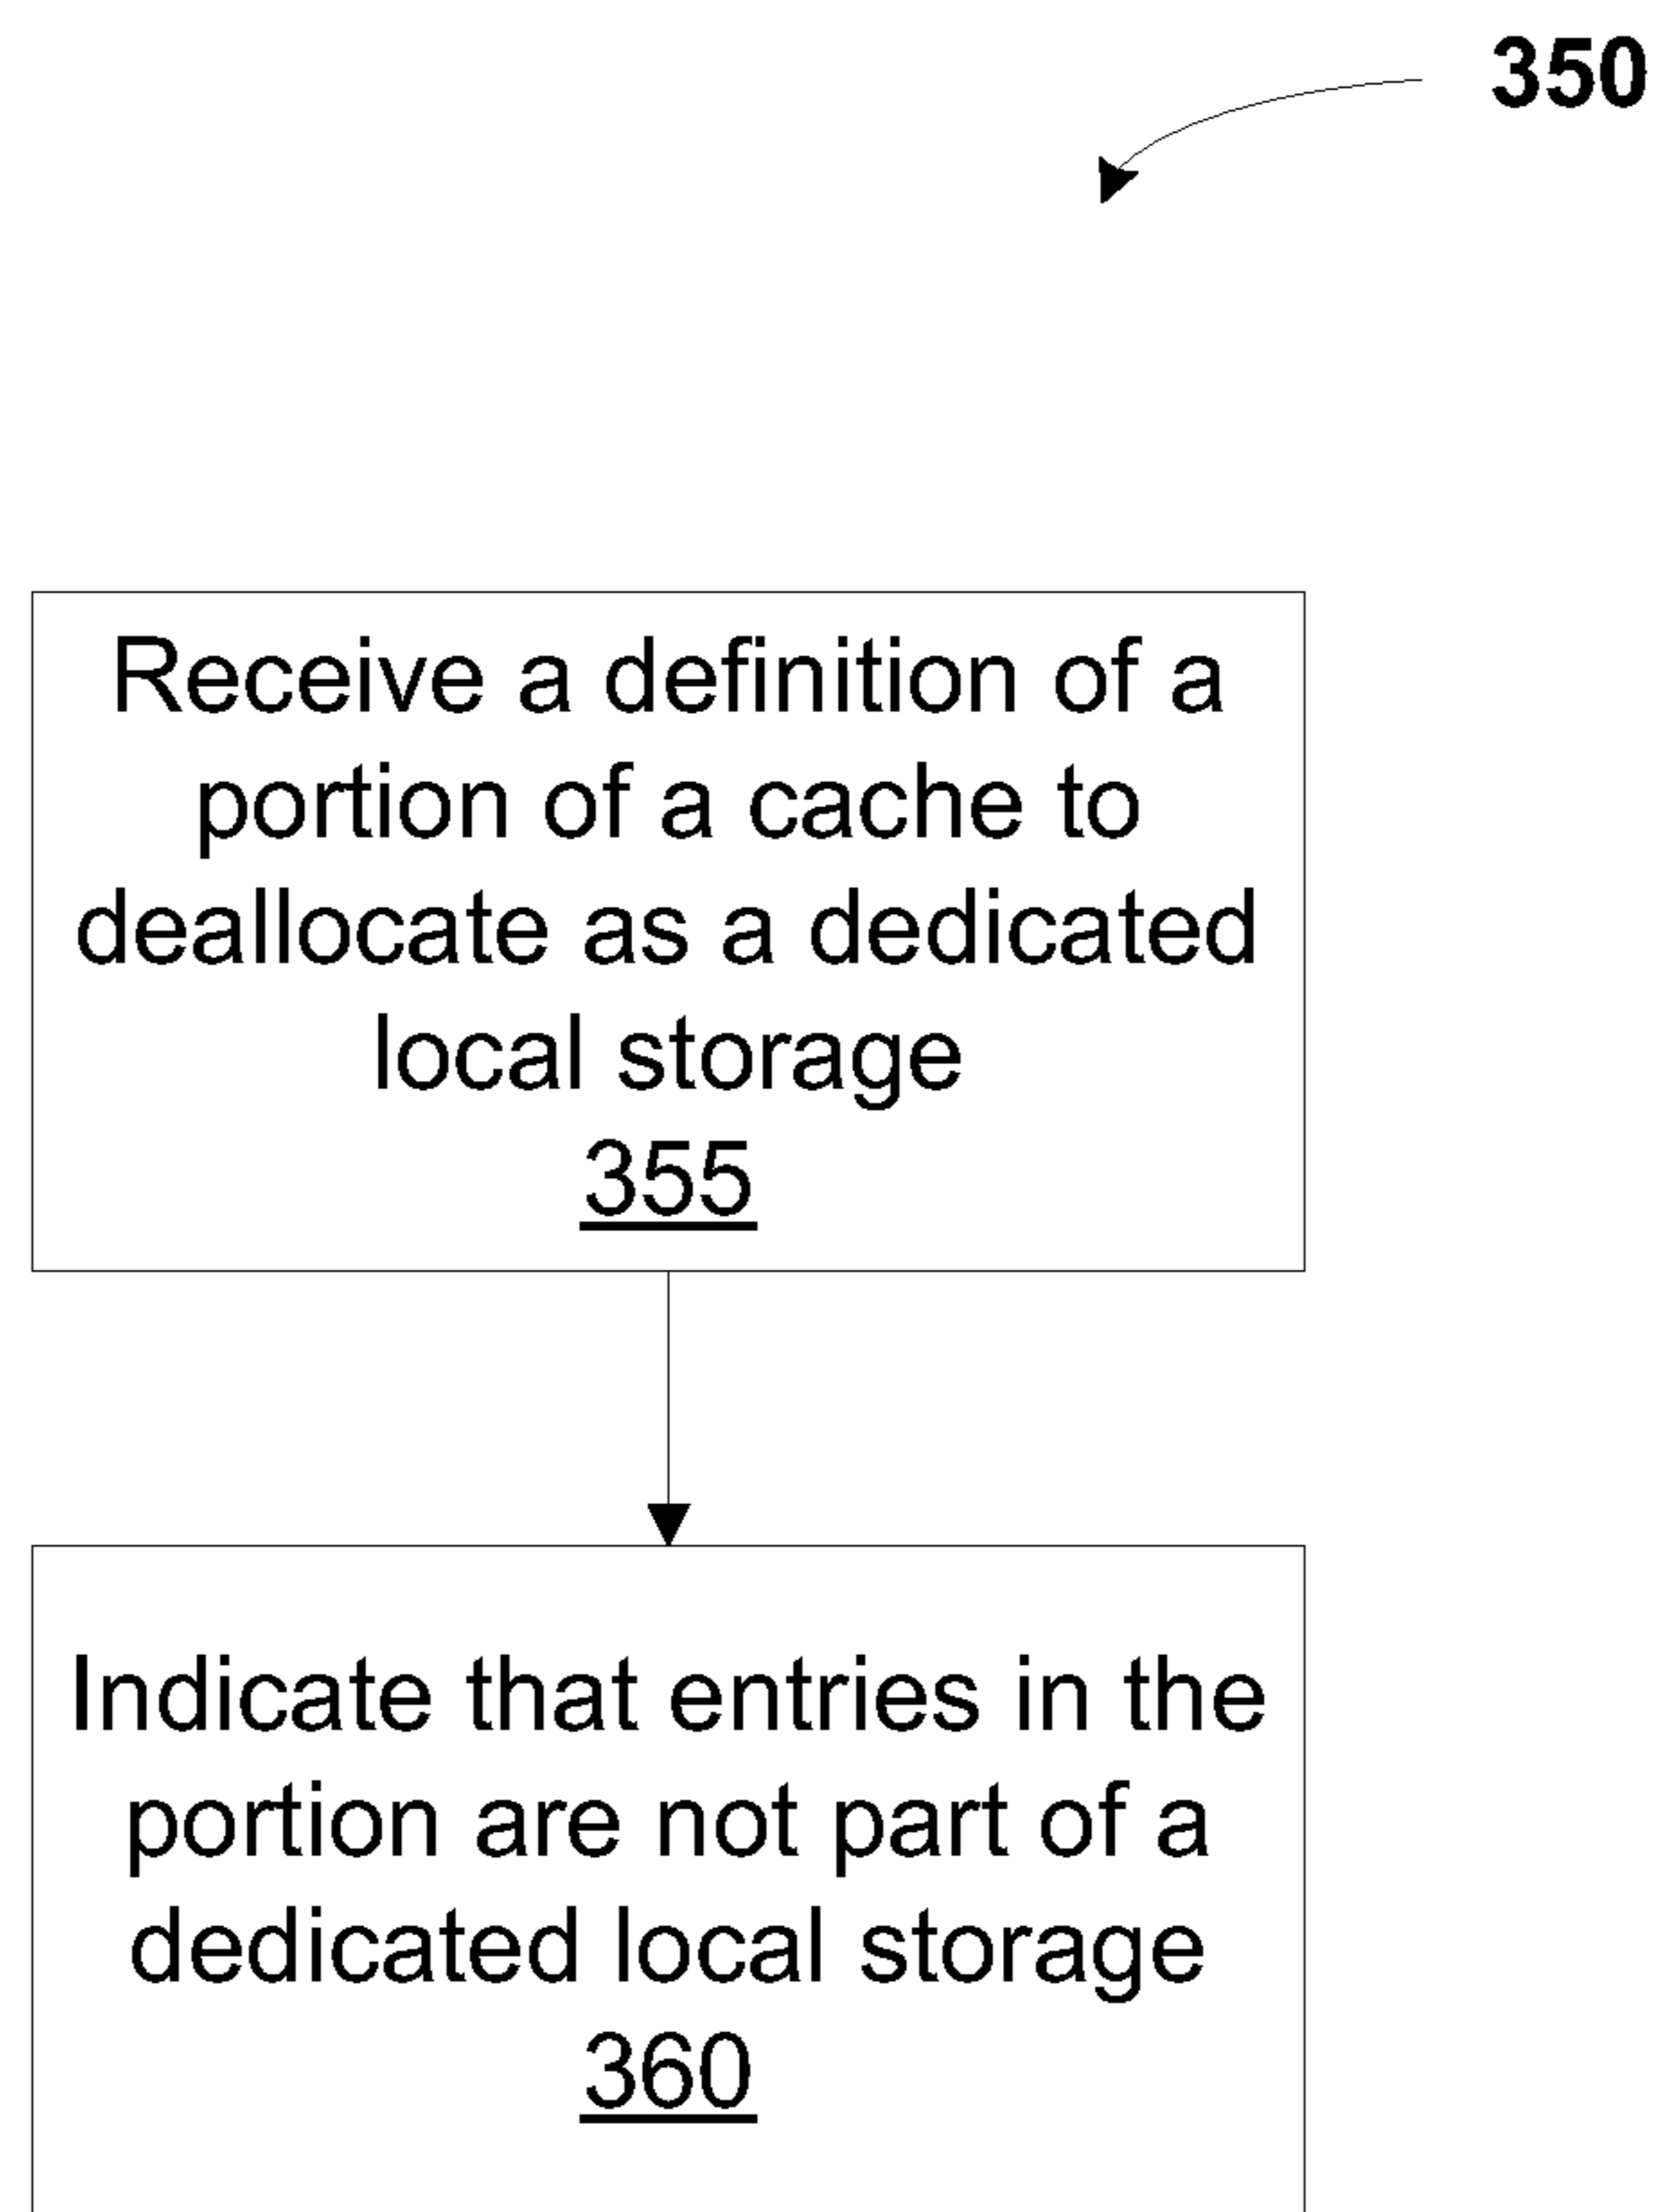 350
Receive a definition of a
portion of a cache to
deallocate as a dedicated
local storage
355
Indicate that entries in the
portion are not part of a
dedicated local storage
360